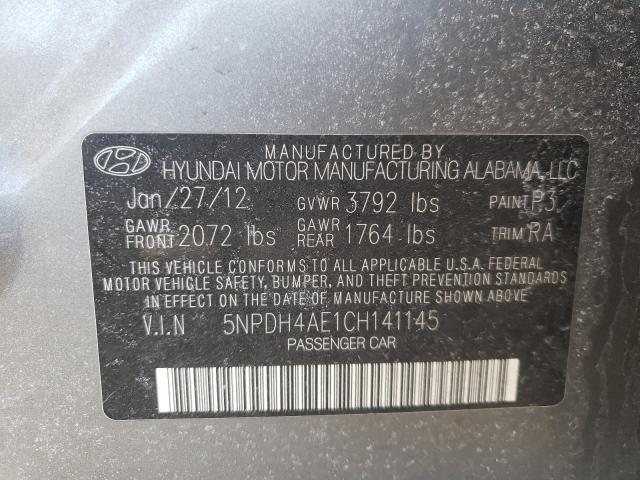 MANUFACTURED BY
HYUNDAI MOTOR MANUFACTURING ALABAMA, LLC
Jan/27/12 GVWR 3792 lbs PAINT P3
GAWR FRONT 2072 lbs GAWR REAR 1764 lbs TRIM RA
THIS VEHICLE CONFORMS TO ALL APPLICABLE U.S.A. FEDERAL
MOTOR VEHICLE SAFETY, BUMPER, AND THEFT PREVENTION STANDARDS
IN EFFECT ON THE DATE OF MANUFACTURE SHOWN ABOVE.
V.I.N 5NPDH4AE1CH141145
PASSENGER CAR